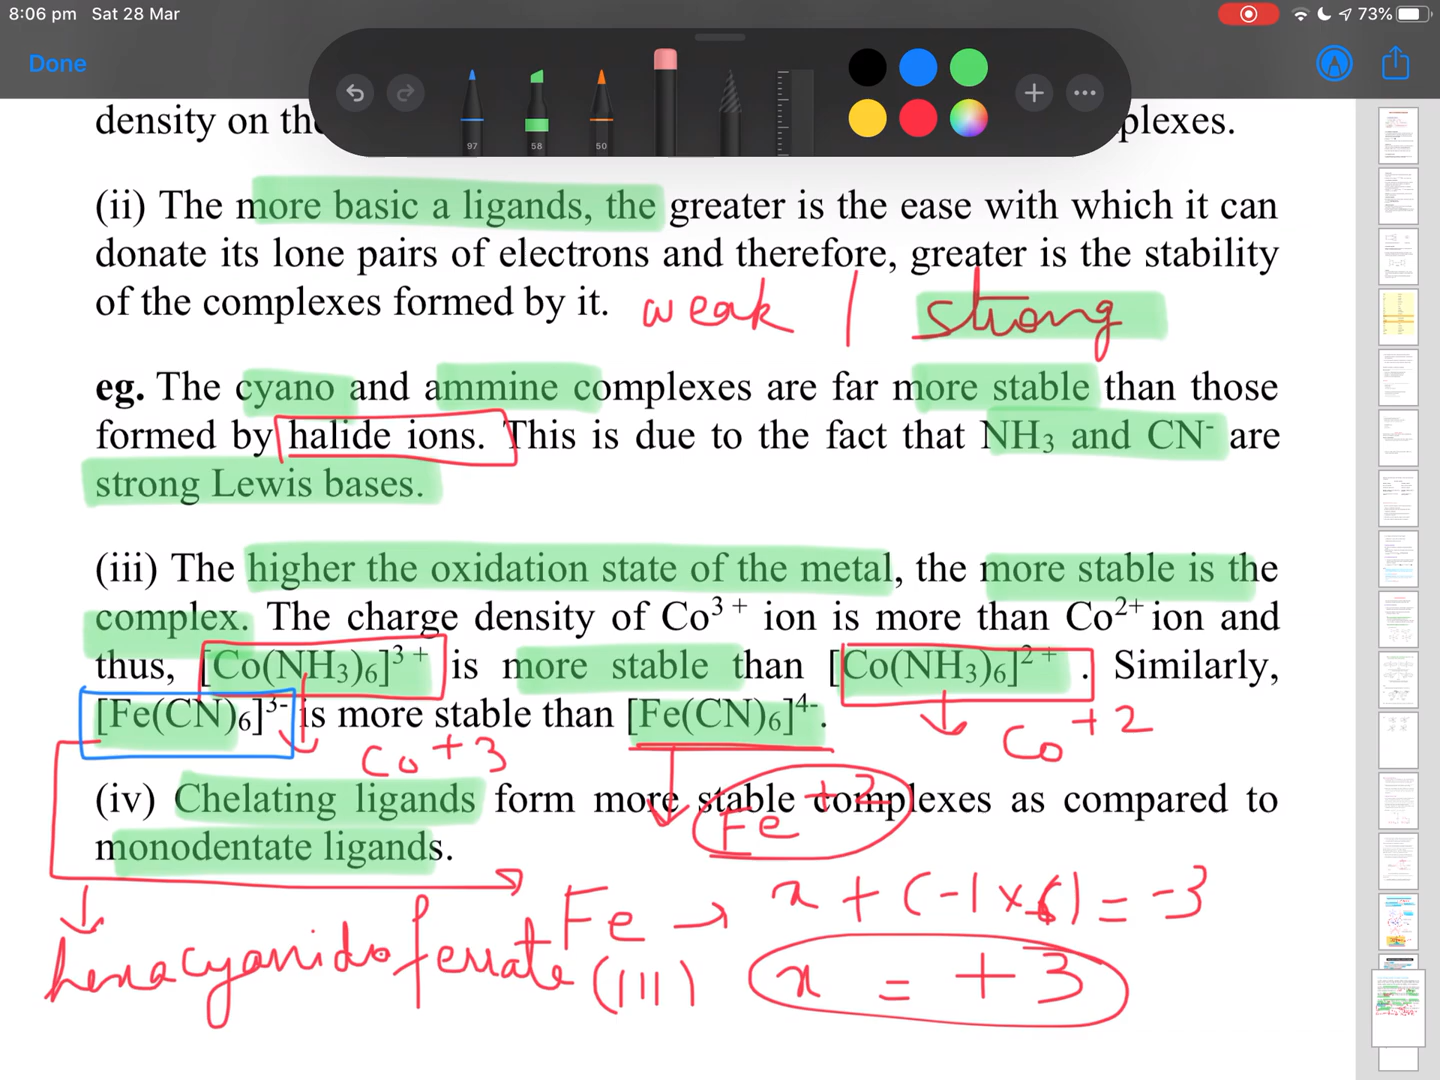 8:06 pm Sat 28 Mar
73%
Done
97 58 50
density on the plexes.
(ii) The more basic a ligands, the greater is the ease with which it can
donate its lone pairs of electrons and therefore, greater is the stability
of the complexes formed by it. weak | strong
eg. The cyano and ammine complexes are far more stable than those
formed by halide ions. This is due to the fact that NH3 and CN- are
strong Lewis bases.
(iii) The higher the oxidation state of the metal, the more stable is the
complex. The charge density of Co3+ ion is more than Co2+ ion and
thus, [Co(NH3)6]3+ is more stable than [Co(NH3)6]2+. Similarly,
[Fe(CN)6]3- is more stable than [Fe(CN)6]4-.
Co+3 Co+2
(iv) Chelating ligands form more stable complexes as compared to
Fe+2
monodentate ligands.
Fe → x + (-1 x 6) = -3
hexacyanidoferrate (III) x = +3